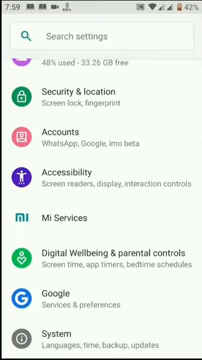 7:59
42%
Search settings
48% used - 33.26 GB free
Security & location
Screen lock, fingerprint
Accounts
WhatsApp, Google, imo beta
Accessibility
Screen readers, display, interaction controls
Mi Services
Digital Wellbeing & parental controls
Screen time, app timers, bedtime schedules
Google
Services & preferences
System
Languages, time, backup, updates